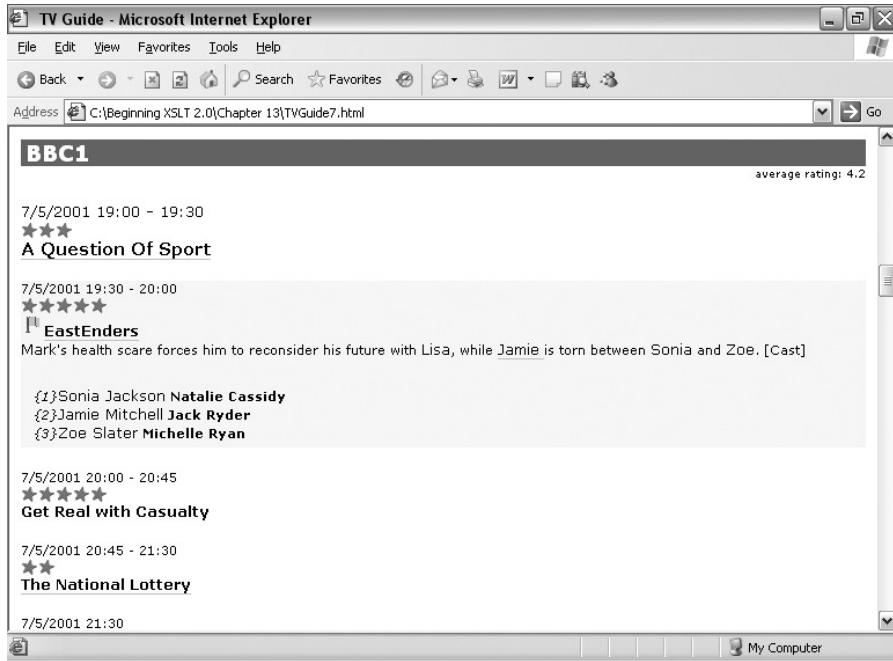 TV Guide - Microsoft Internet Explorer
File Edit View Favorites Tools Help
Back Search Favorites
Address C:\Beginning XSLT 2.0\Chapter 13\TVGuide7.html Go
BBC1
average rating: 4.2
7/5/2001 19:00 - 19:30
A Question Of Sport
7/5/2001 19:30 - 20:00
EastEnders
Mark's health scare forces him to reconsider his future with Lisa, while Jamie is torn between Sonia and Zoe. [Cast]
{1}Sonia Jackson Natalie Cassidy
{2}Jamie Mitchell Jack Ryder
{3}Zoe Slater Michelle Ryan
7/5/2001 20:00 - 20:45
Get Real with Casualty
7/5/2001 20:45 - 21:30
The National Lottery
7/5/2001 21:30
My Computer